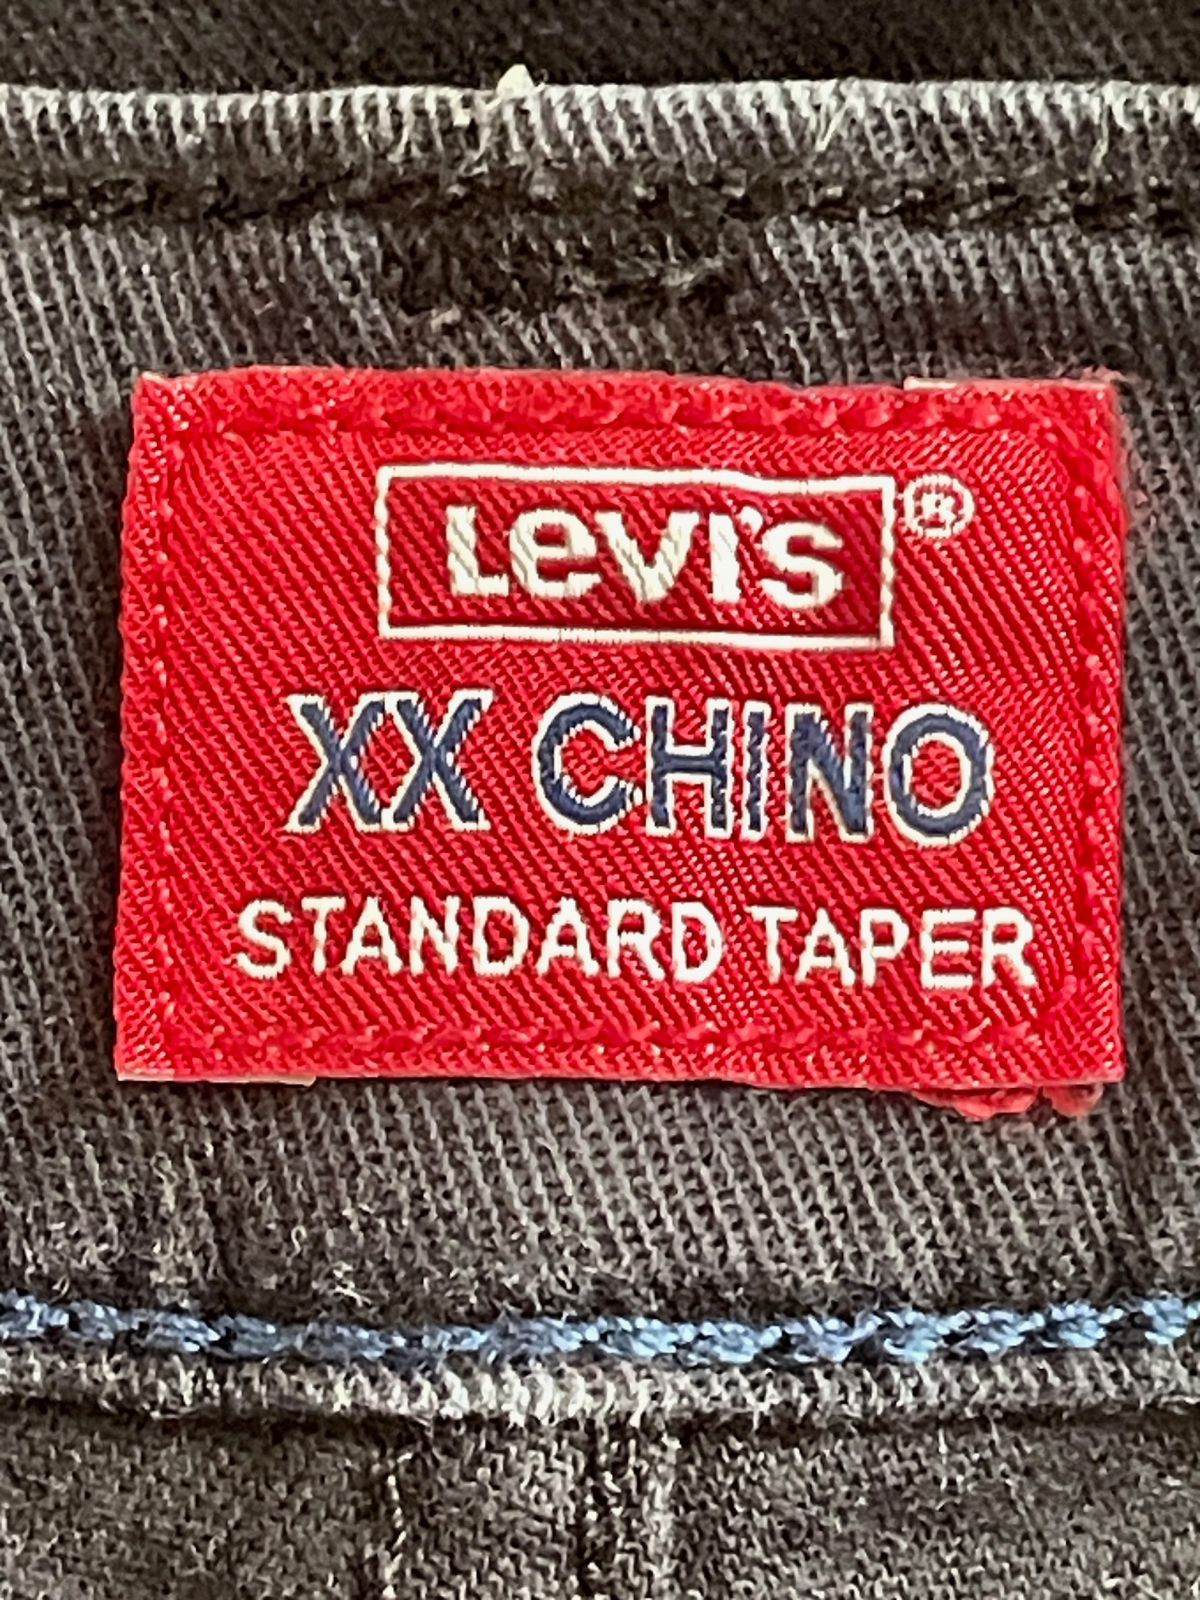 Levi's®
XX CHINO
STANDARD TAPER